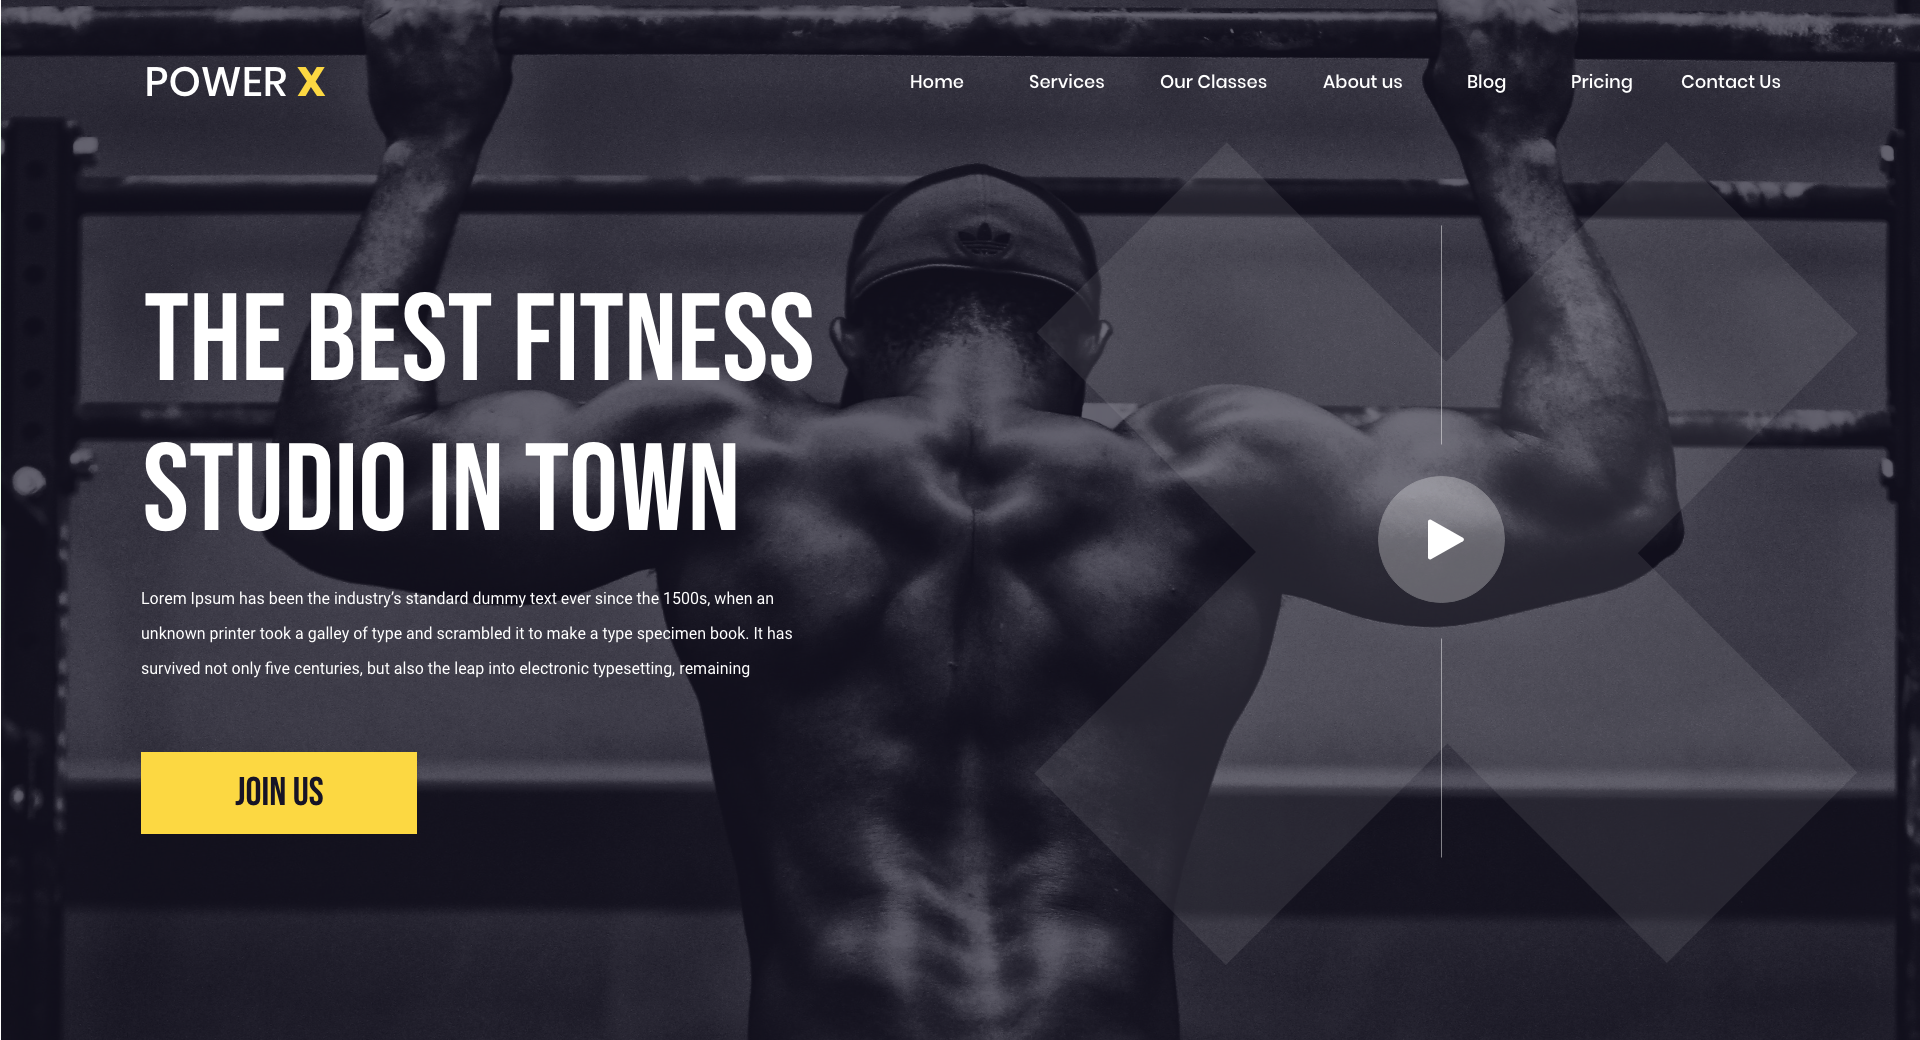 POWER X
Home Services Our Classes About us Blog Pricing Contact Us
THE BEST FITNESS
STUDIO IN TOWN
Lorem Ipsum has been the industry’s standard dummy text ever since the 1500s, when an
unknown printer took a galley of type and scrambled it to make a type specimen book. It has
survived not only five centuries, but also the leap into electronic typesetting, remaining
JOIN US